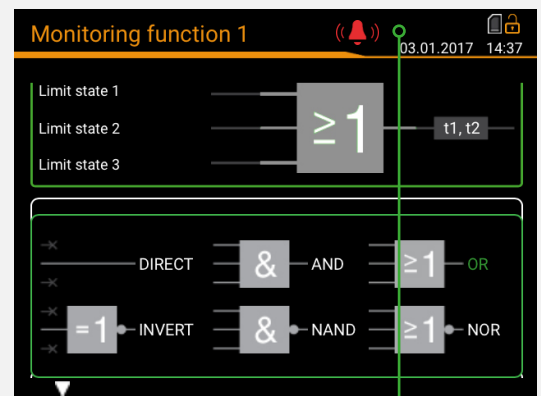 Monitoring function 1
03.01.2017 14:37
Limit state 1
Limit state 2
Limit state 3
≥1
t1, t2
DIRECT
&
AND
≥1
OR
=1
INVERT
&
NAND
≥1
NOR